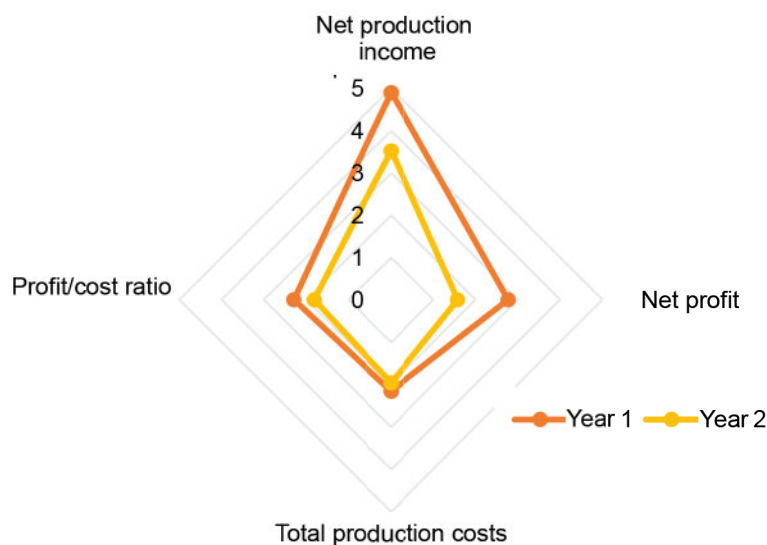 Net production
income
5
4
3
2
1
0
Profit/cost ratio
Net profit
Year 1
Year 2
Total production costs